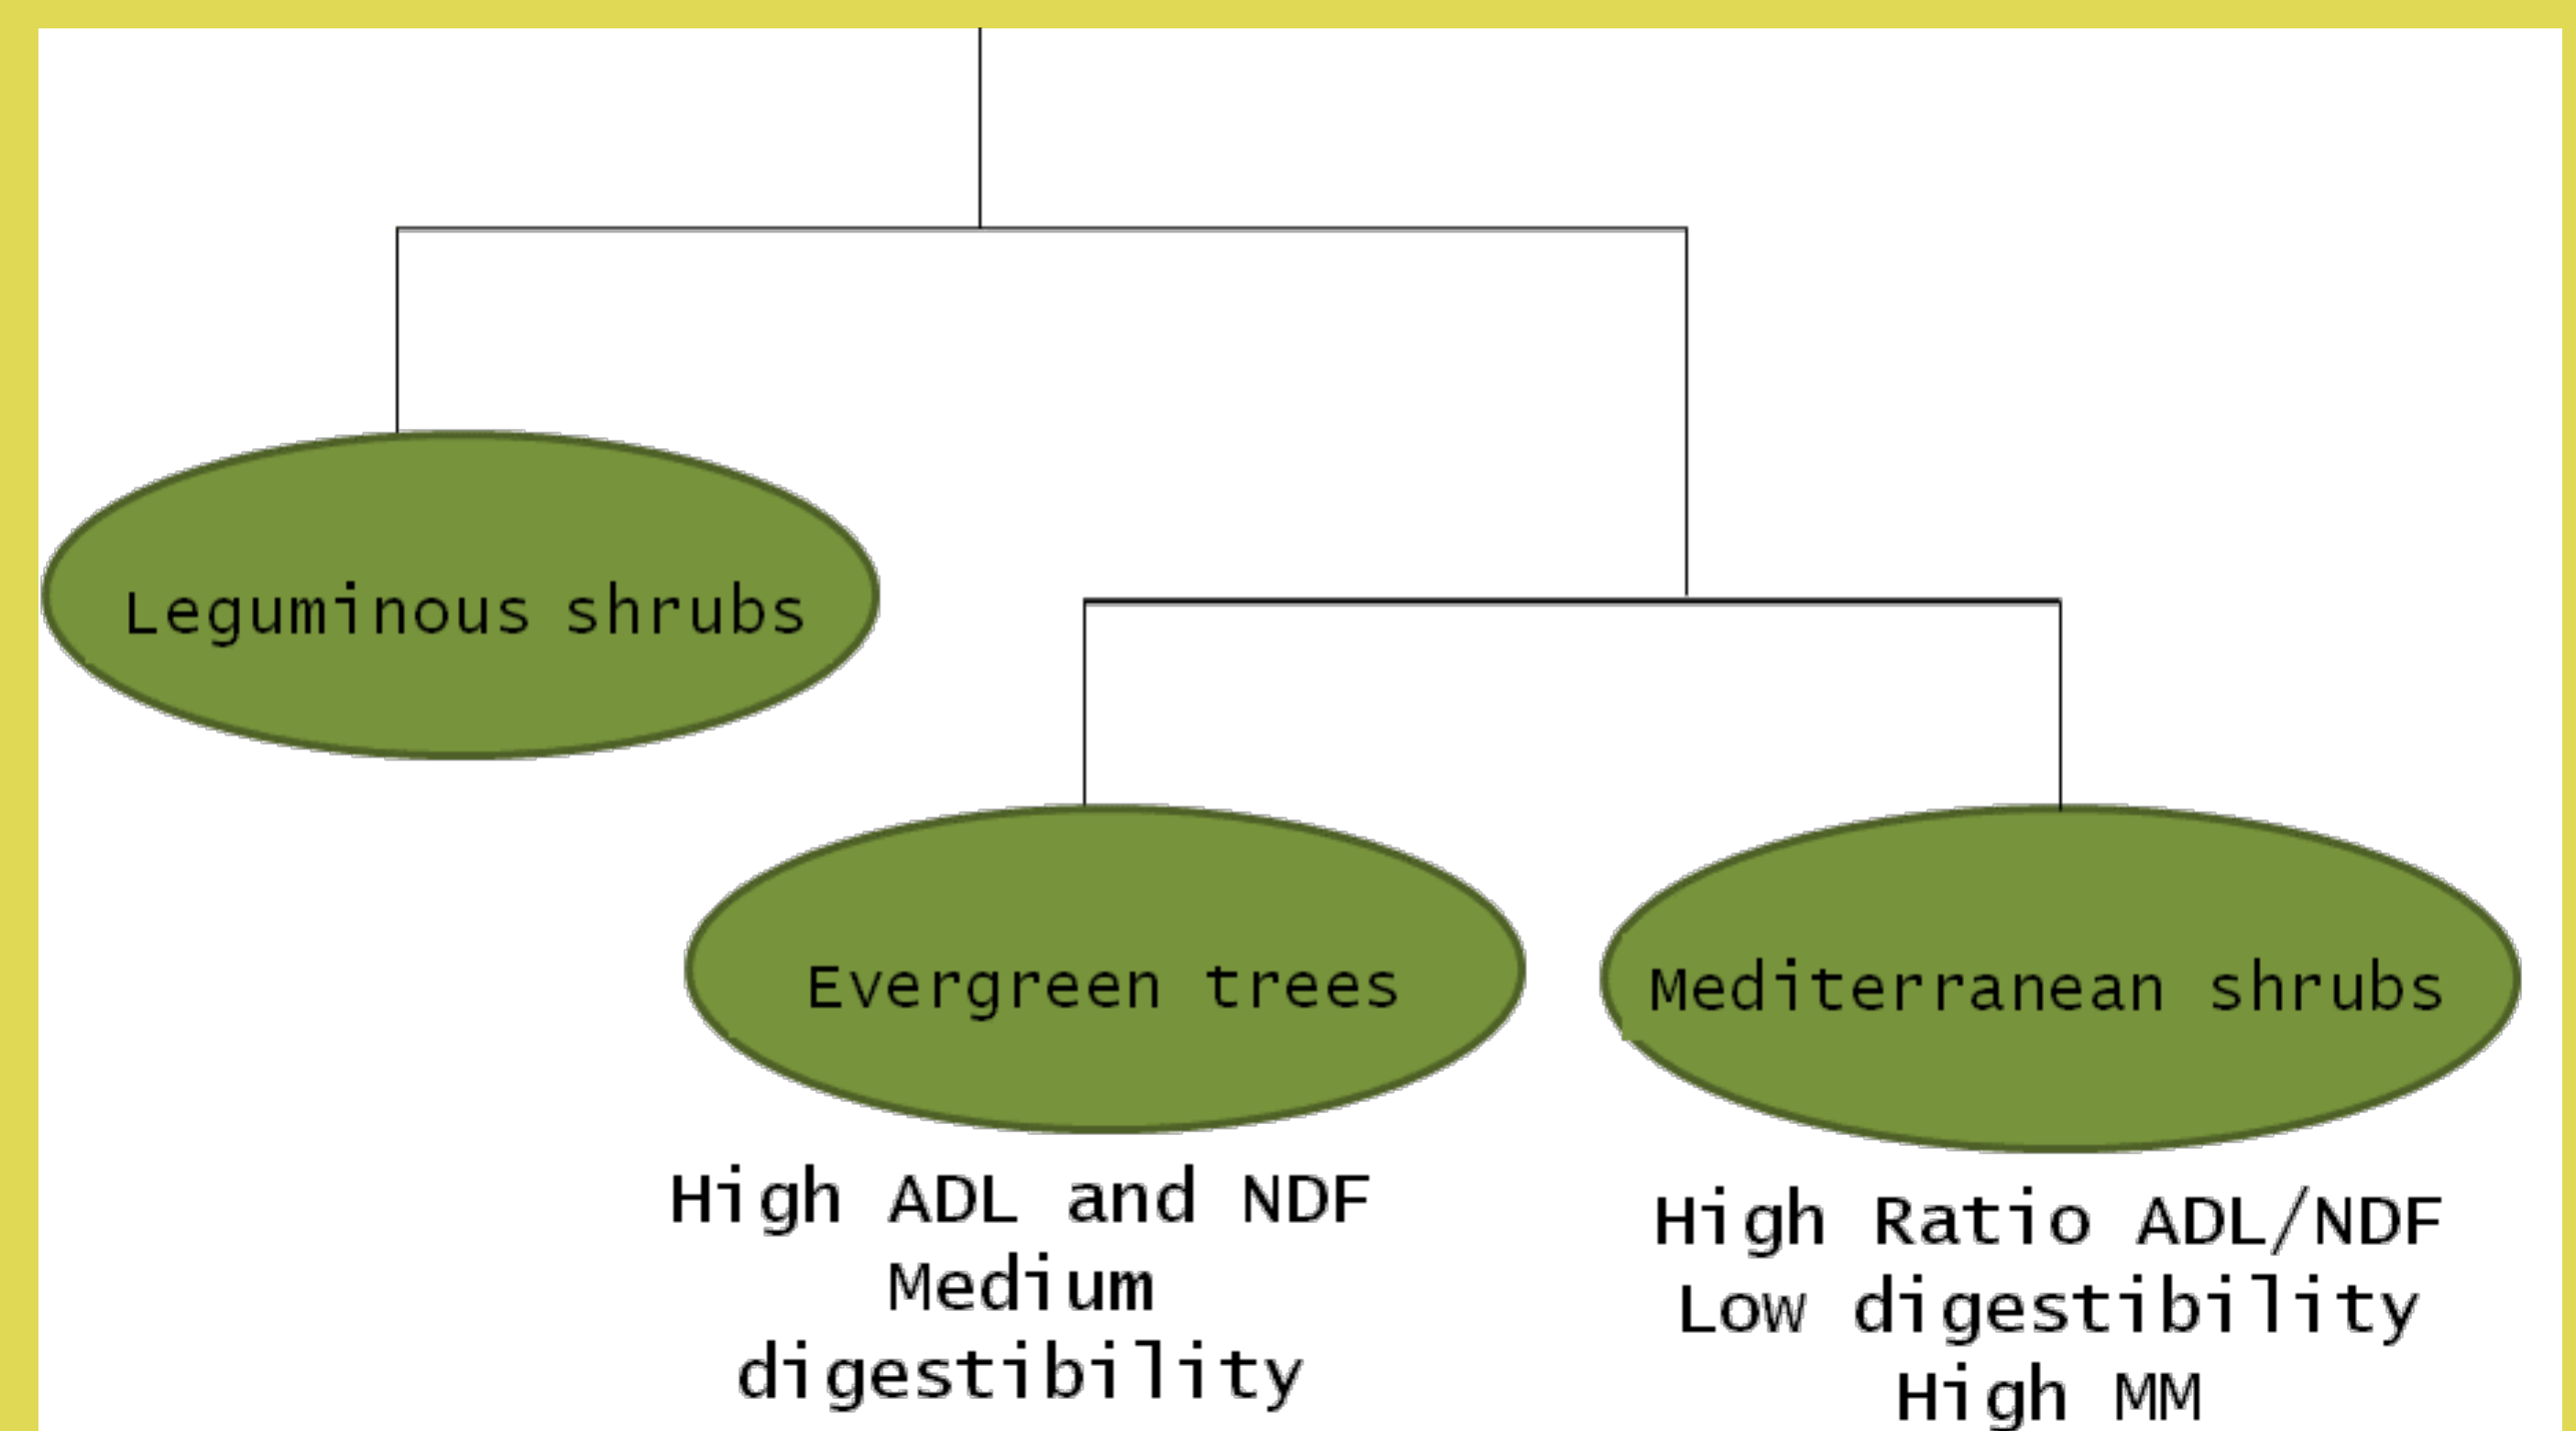 Leguminous shrubs
Evergreen trees
Mediterranean shrubs
High ADL and NDF
Medium
digestibility
High Ratio ADL/NDF
Low digestibility
High MM